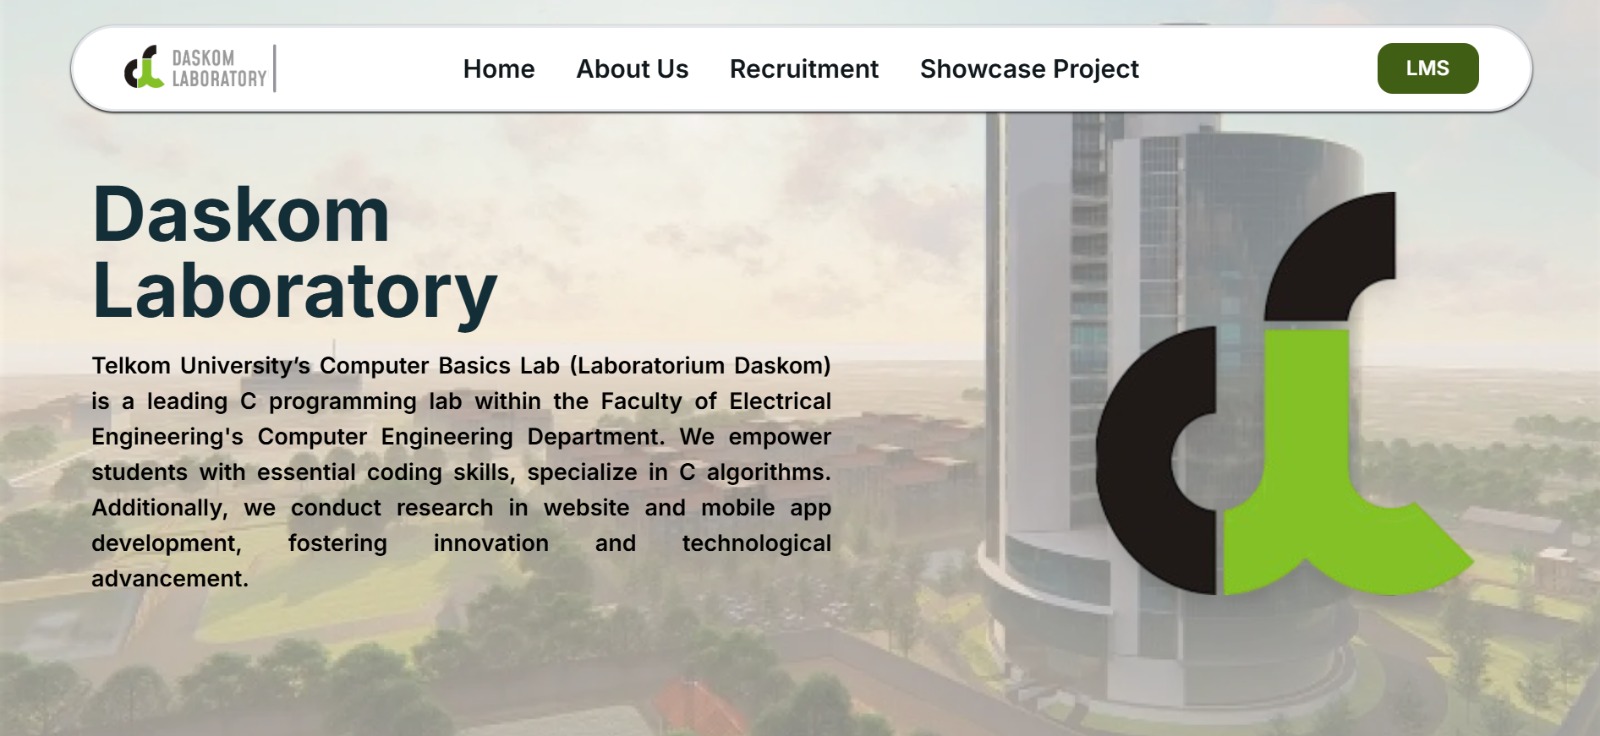 DASKOM
LABORATORY
Home About Us Recruitment Showcase Project
LMS
Daskom
Laboratory
Telkom University’s Computer Basics Lab (Laboratorium Daskom)
is a leading C programming lab within the Faculty of Electrical
Engineering's Computer Engineering Department. We empower
students with essential coding skills, specialize in C algorithms.
Additionally, we conduct research in website and mobile app
development, fostering innovation and technological
advancement.